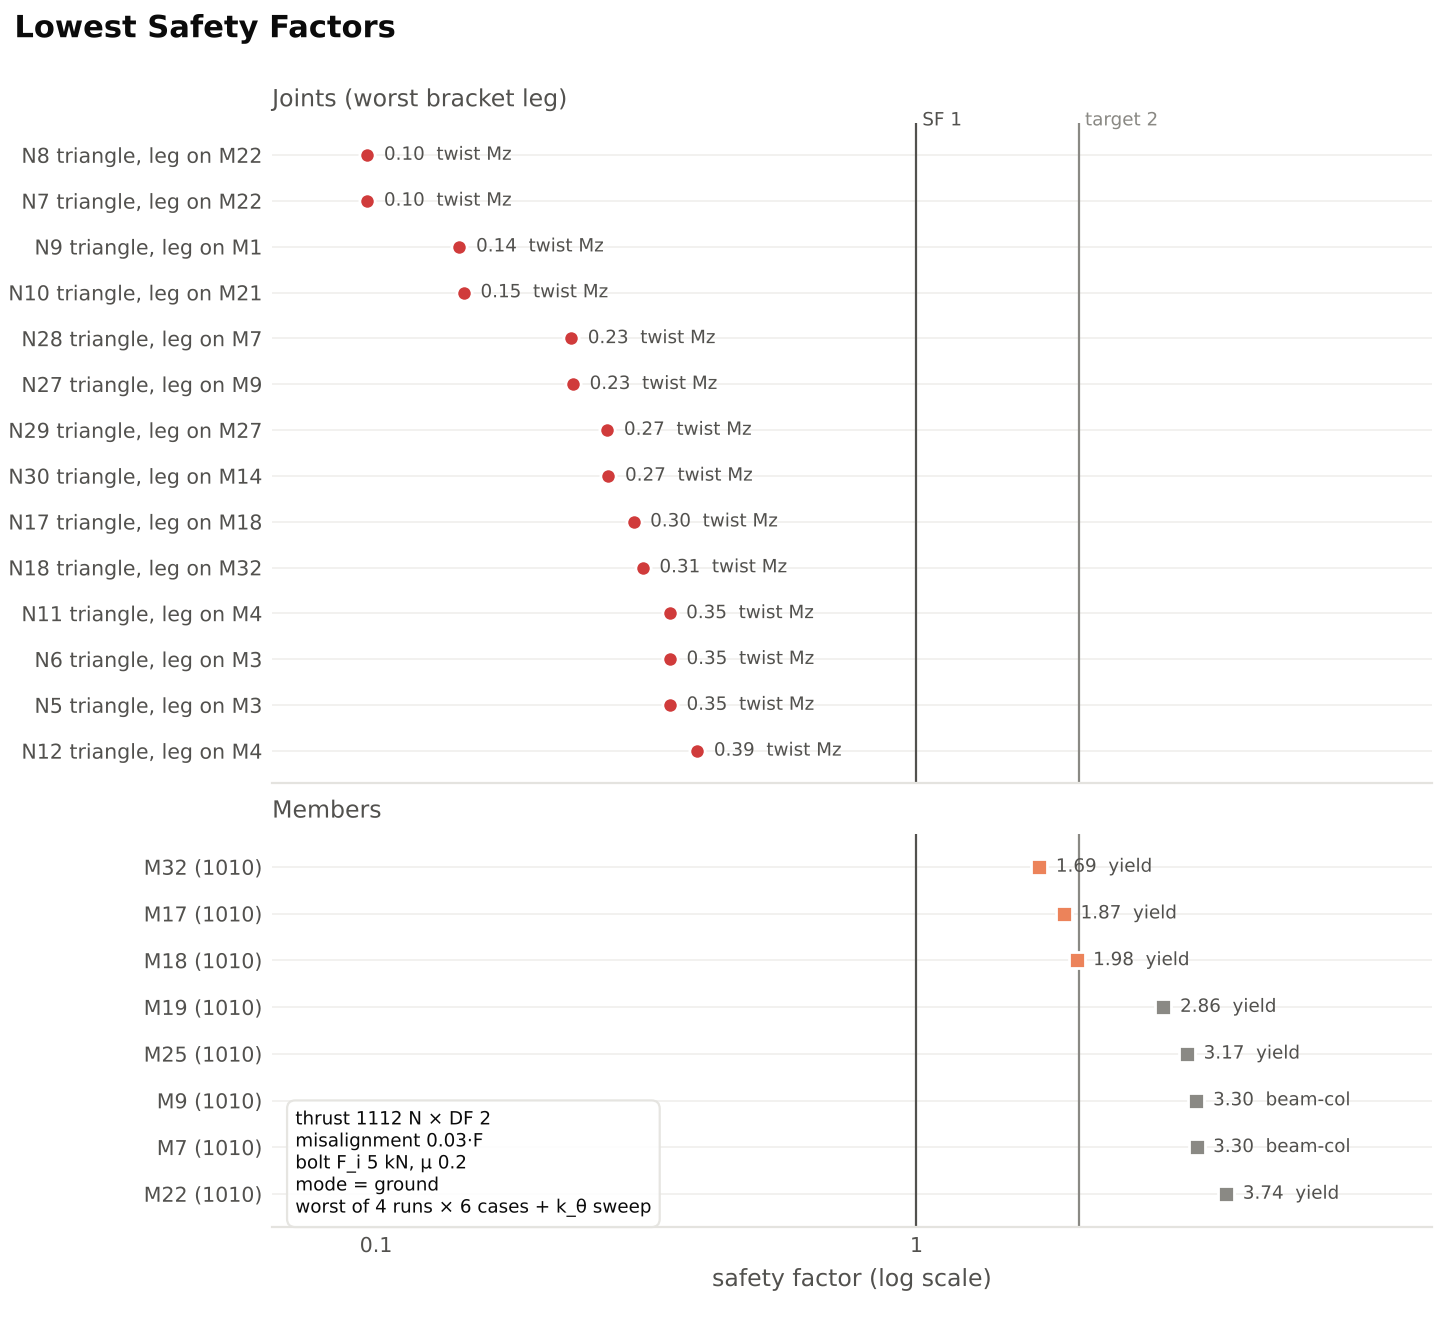 Lowest Safety Factors
Joints (worst bracket leg)
SF 1
target 2
N8 triangle, leg on M22
0.10 twist Mz
N7 triangle, leg on M22
0.10 twist Mz
N9 triangle, leg on M1
0.14 twist Mz
N10 triangle, leg on M21
0.15 twist Mz
N28 triangle, leg on M7
0.23 twist Mz
N27 triangle, leg on M9
0.23 twist Mz
N29 triangle, leg on M27
0.27 twist Mz
N30 triangle, leg on M14
0.27 twist Mz
N17 triangle, leg on M18
0.30 twist Mz
N18 triangle, leg on M32
0.31 twist Mz
N11 triangle, leg on M4
0.35 twist Mz
N6 triangle, leg on M3
0.35 twist Mz
N5 triangle, leg on M3
0.35 twist Mz
N12 triangle, leg on M4
0.39 twist Mz
Members
M32 (1010)
1.69 yield
M17 (1010)
1.87 yield
M18 (1010)
1.98 yield
M19 (1010)
2.86 yield
M25 (1010)
3.17 yield
M9 (1010)
3.30 beam-col
M7 (1010)
3.30 beam-col
M22 (1010)
3.74 yield
thrust 1112 N × DF 2
misalignment 0.03·F
bolt F_i 5 kN, μ 0.2
mode = ground
worst of 4 runs × 6 cases + k_θ sweep
0.1
1
safety factor (log scale)